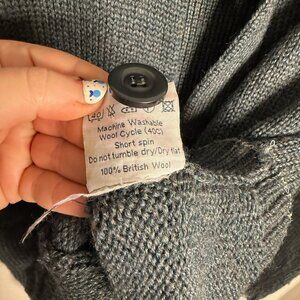 Machine Washable
Wool Cycle (40C)
Short spin
Do not tumble dry/Dry flat
100% British Wool